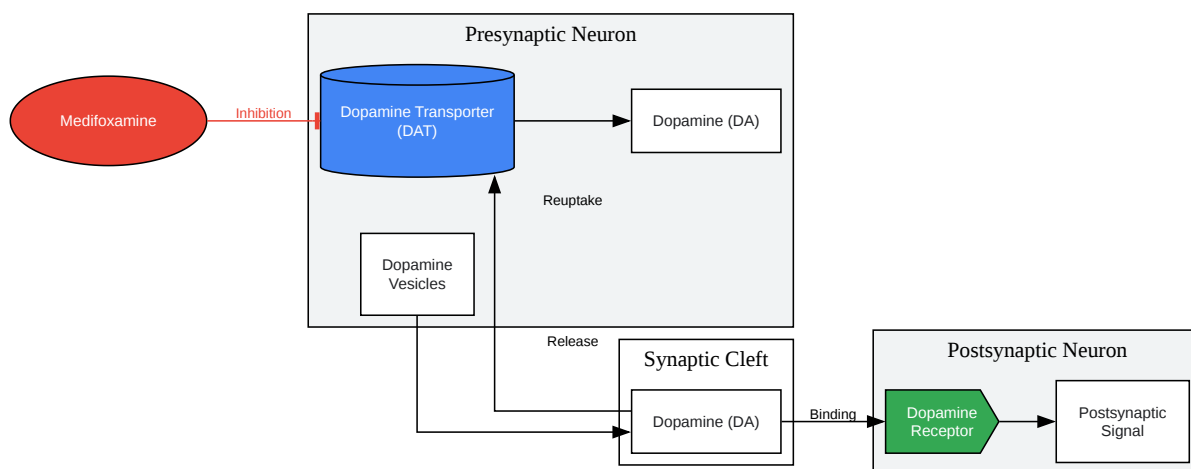 Presynaptic Neuron
Medifoxamine
Inhibition
Dopamine Transporter
(DAT)
Dopamine (DA)
Reuptake
Dopamine
Vesicles
Release
Synaptic Cleft
Dopamine (DA)
Binding
Postsynaptic Neuron
Dopamine
Receptor
Postsynaptic
Signal